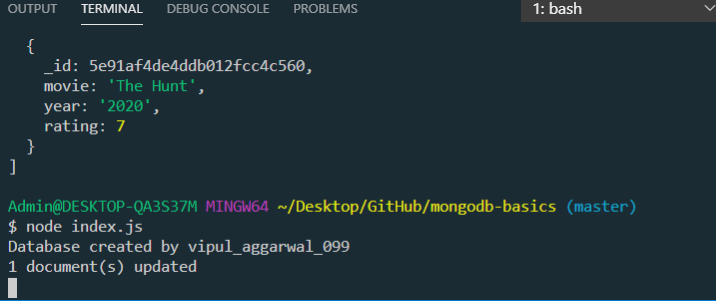 OUTPUT TERMINAL DEBUG CONSOLE PROBLEMS 1: bash
{
_id: 5e91af4de4ddb012fcc4c560,
movie: 'The Hunt',
year: '2020',
rating: 7
}
]
Admin@DESKTOP-QA3S37M MINGW64 ~/Desktop/GitHub/mongodb-basics (master)
$ node index.js
Database created by vipul_aggarwal_099
1 document(s) updated